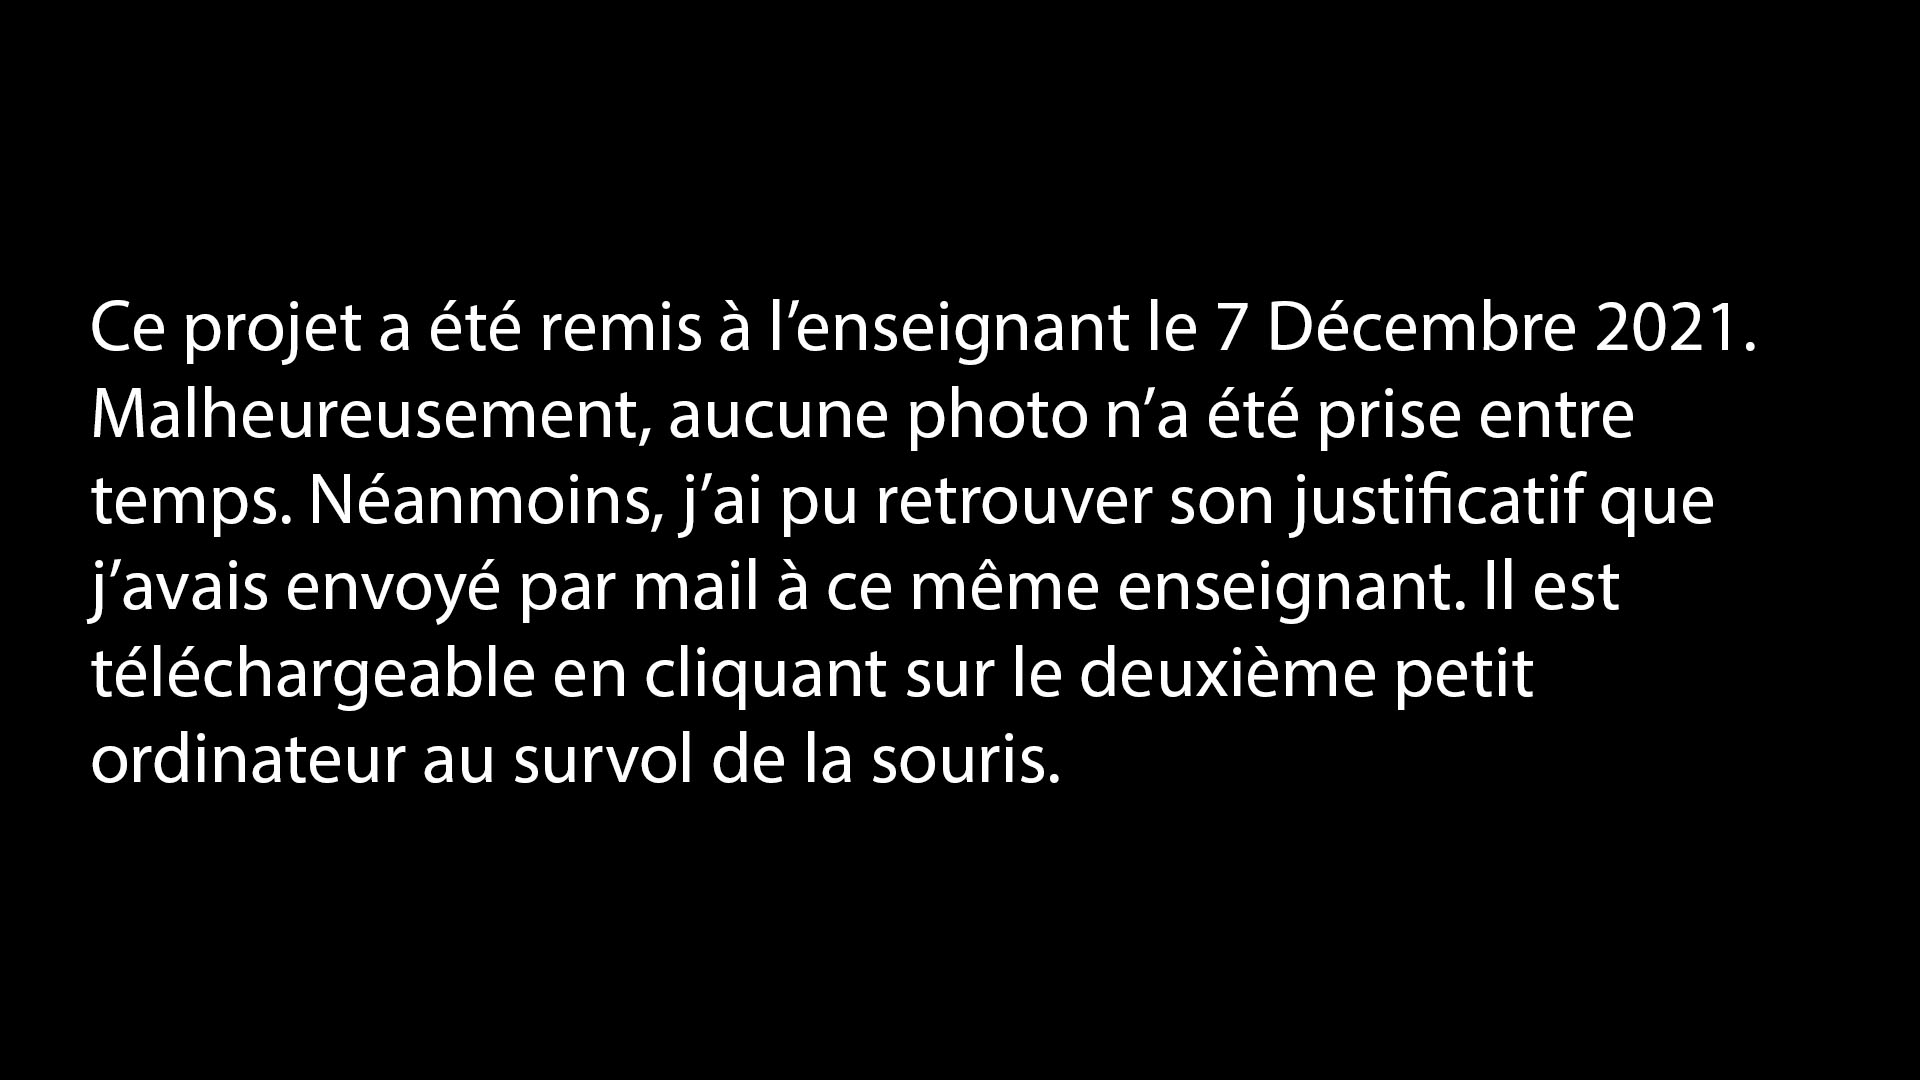 Ce projet a été remis à l’enseignant le 7 Décembre 2021.
Malheureusement, aucune photo n’a été prise entre
temps. Néanmoins, j’ai pu retrouver son justificatif que
j’avais envoyé par mail à ce même enseignant. Il est
téléchargeable en cliquant sur le deuxième petit
ordinateur au survol de la souris.